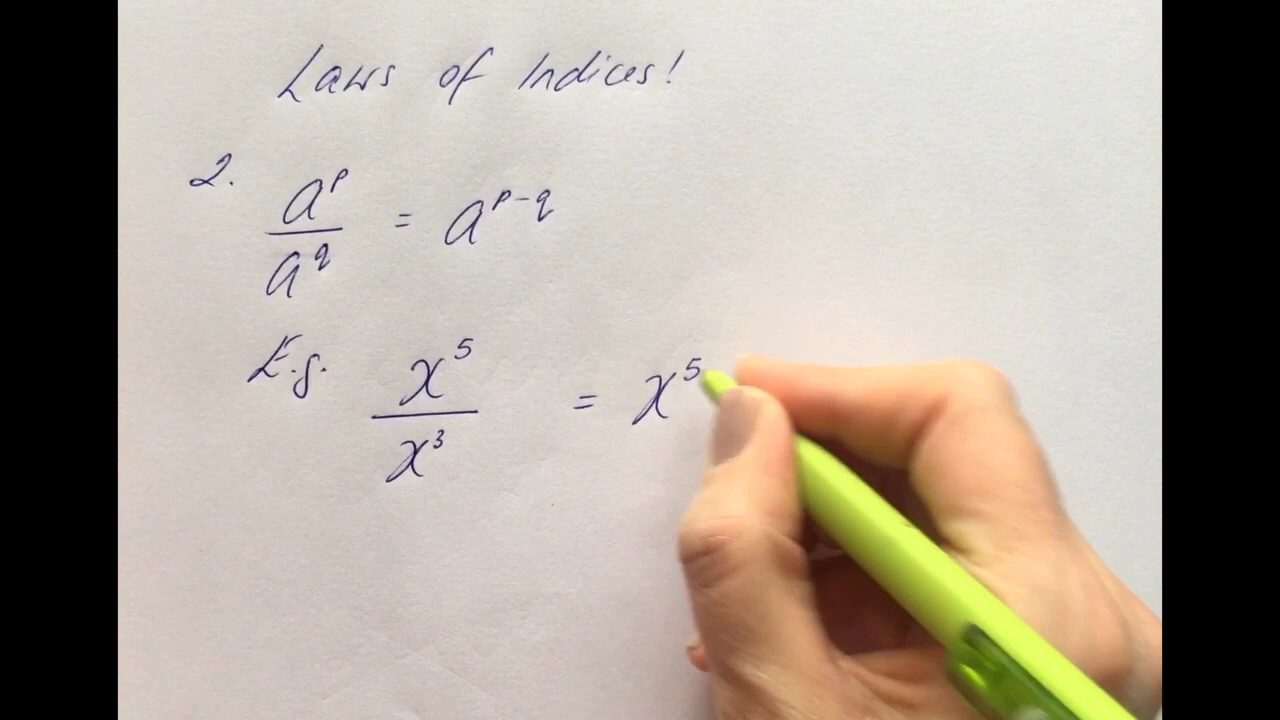 Laws of Indices!
2. a^p / a^q = a^(p-q)
E.g. x^5 / x^3 = x^5